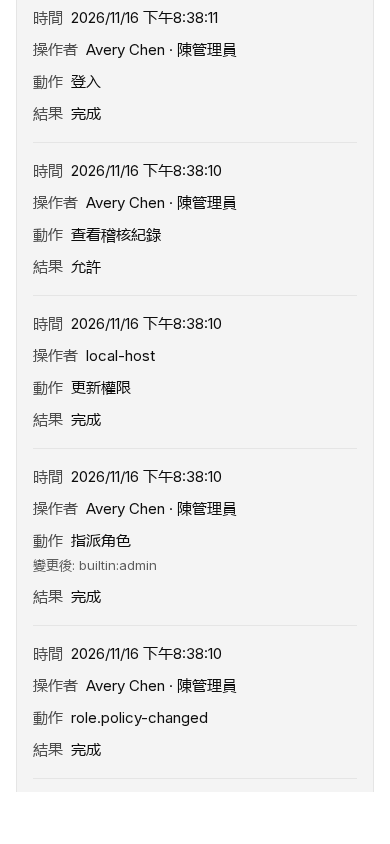 時間 2026/11/16 下午8:38:11
操作者 Avery Chen · 陳管理員
動作 登入
結果 完成
時間 2026/11/16 下午8:38:10
操作者 Avery Chen · 陳管理員
動作 查看稽核紀錄
結果 允許
時間 2026/11/16 下午8:38:10
操作者 local-host
動作 更新權限
結果 完成
時間 2026/11/16 下午8:38:10
操作者 Avery Chen · 陳管理員
動作 指派角色
變更後: builtin:admin
結果 完成
時間 2026/11/16 下午8:38:10
操作者 Avery Chen · 陳管理員
動作 role.policy-changed
結果 完成